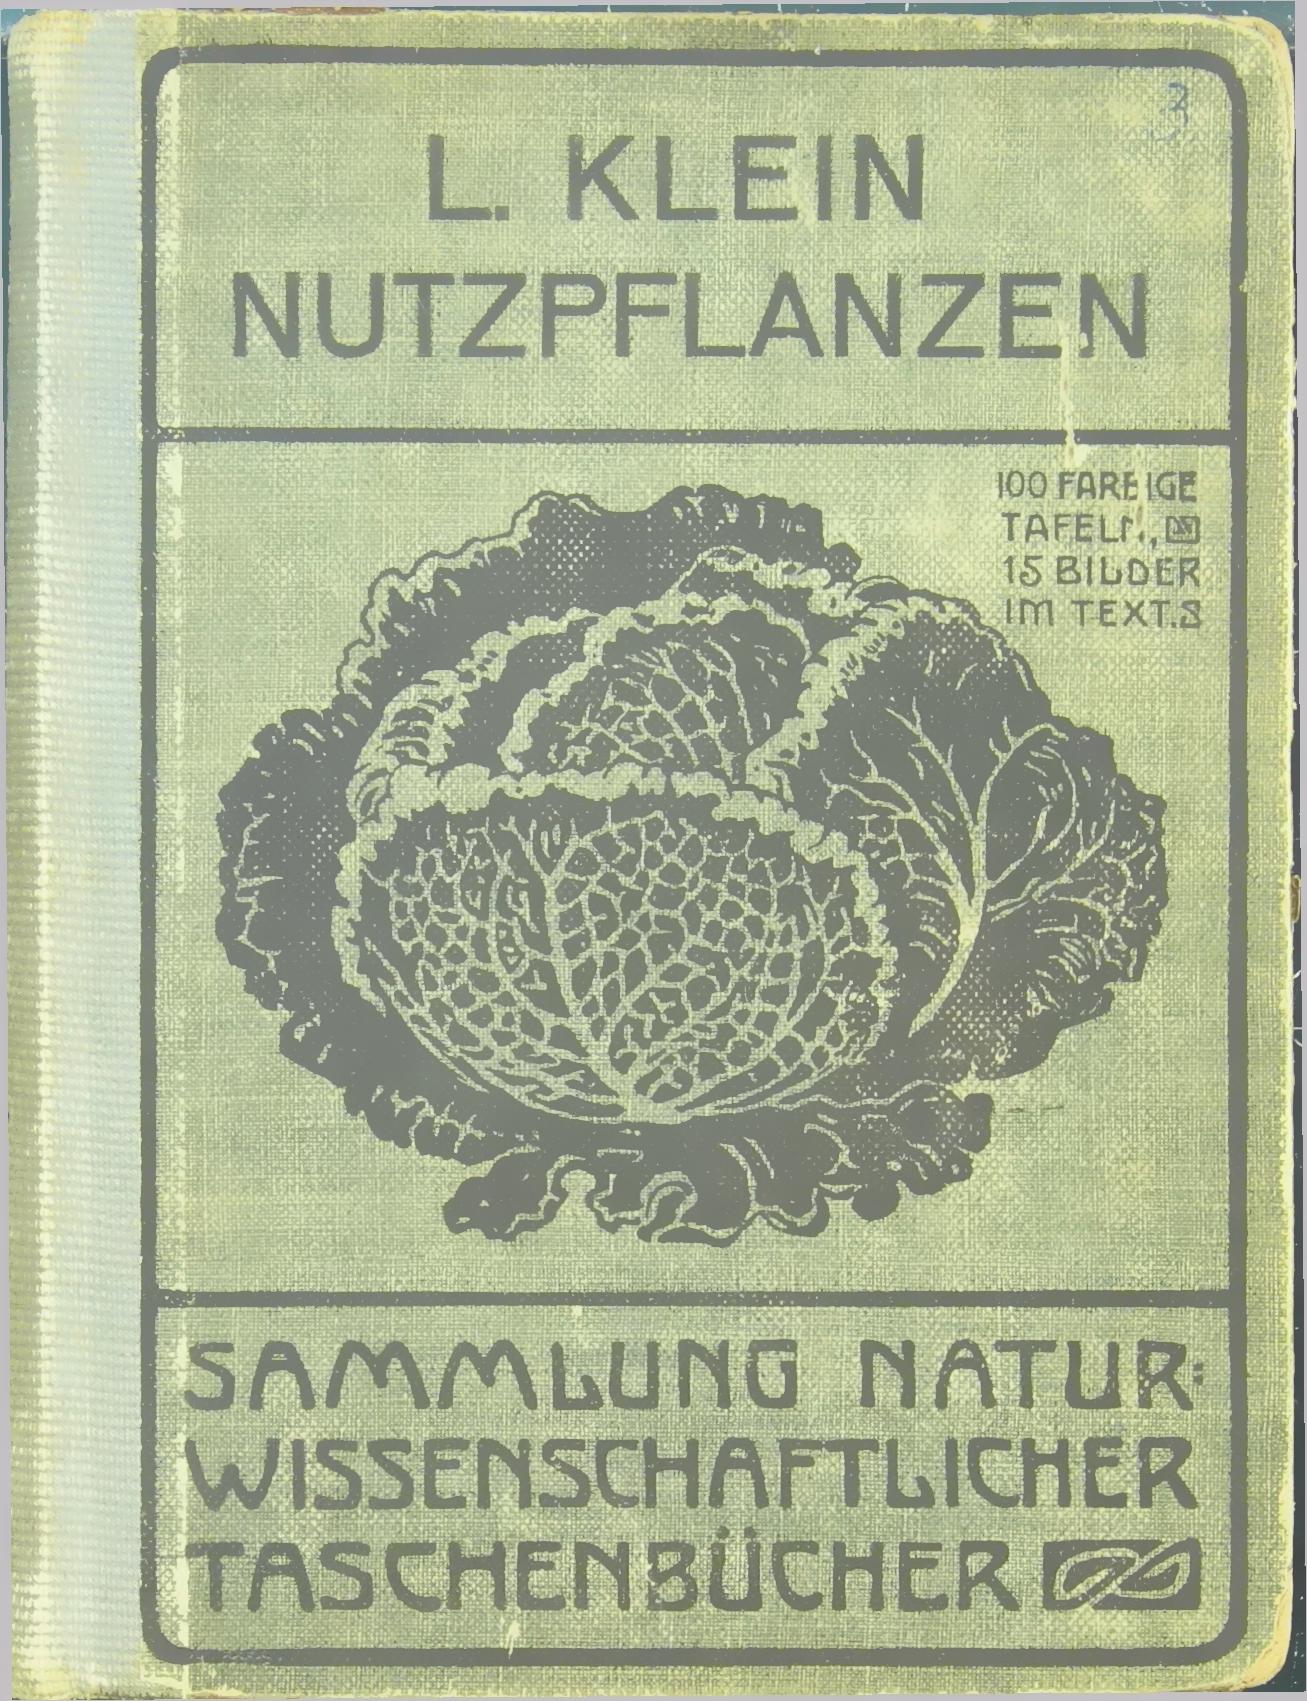 L. KLEIN
NUTZPFLANZEN
100 FARBIGE
TAFELN,
15 BILDER
IM TEXT.
SAMMLUNG NATUR:
WISSENSCHAFTLICHER
TASCHENBÜCHER